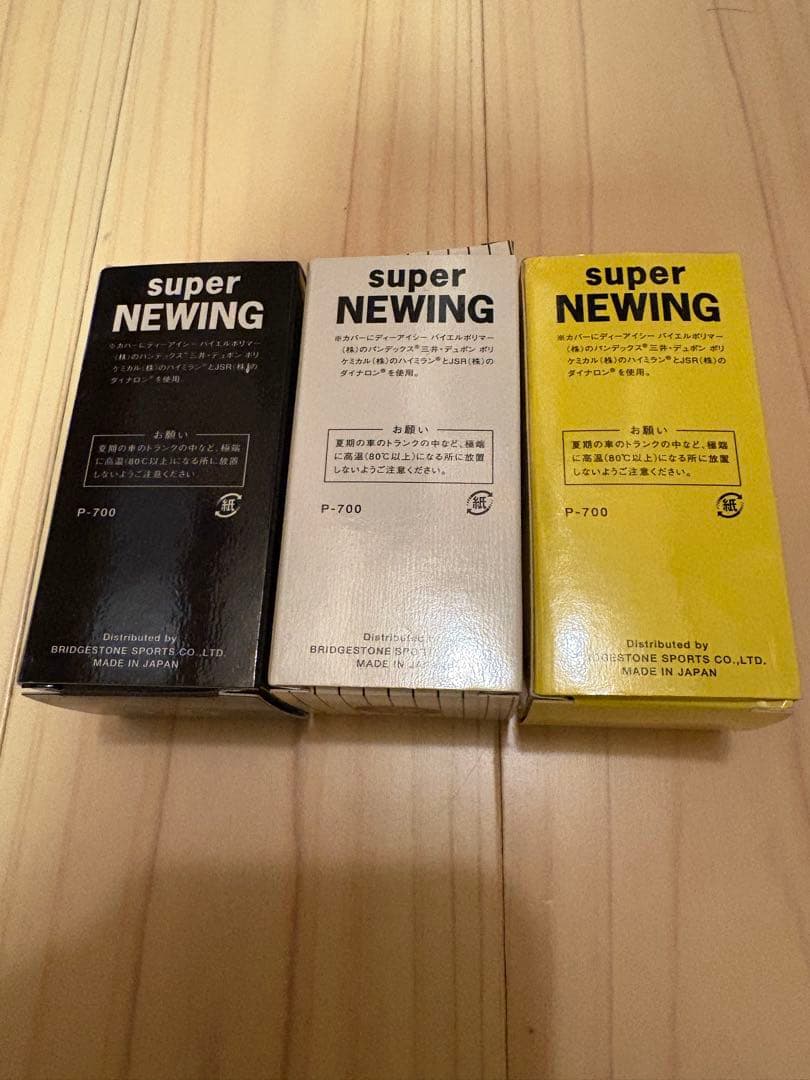 super
NEWING
※カバーにディーアイシー バイエルポリマー
(株)のパンデックス®三井・デュポン ポリ
ケミカル(株)のハイミラン®とJSR(株)の
ダイナロン®を使用。
お願い
夏期の車のトランクの中など、極端
に高温(80℃以上)になる所に放置
しないようご注意ください。
P-700
紙
Distributed by
BRIDGESTONE SPORTS CO.,LTD.
MADE IN JAPAN
super
NEWING
※カバーにディーアイシー バイエルポリマー
(株)のパンデックス®三井・デュポン ポリ
ケミカル(株)のハイミラン®とJSR(株)の
ダイナロン®を使用。
お願い
夏期の車のトランクの中など、極端
に高温(80℃以上)になる所に放置
しないようご注意ください。
P-700
紙
Distributed by
BRIDGESTONE SPORTS
MADE IN JAPAN
super
NEWING
※カバーにディーアイシー バイエルポリマー
(株)のパンデックス®三井・デュポン ポリ
ケミカル(株)のハイミラン®とJSR(株)の
ダイナロン®を使用。
お願い
夏期の車のトランクの中など、極端
に高温(80℃以上)になる所に放置
しないようご注意ください。
P-700
紙
Distributed by
BRIDGESTONE SPORTS CO.,LTD.
MADE IN JAPAN